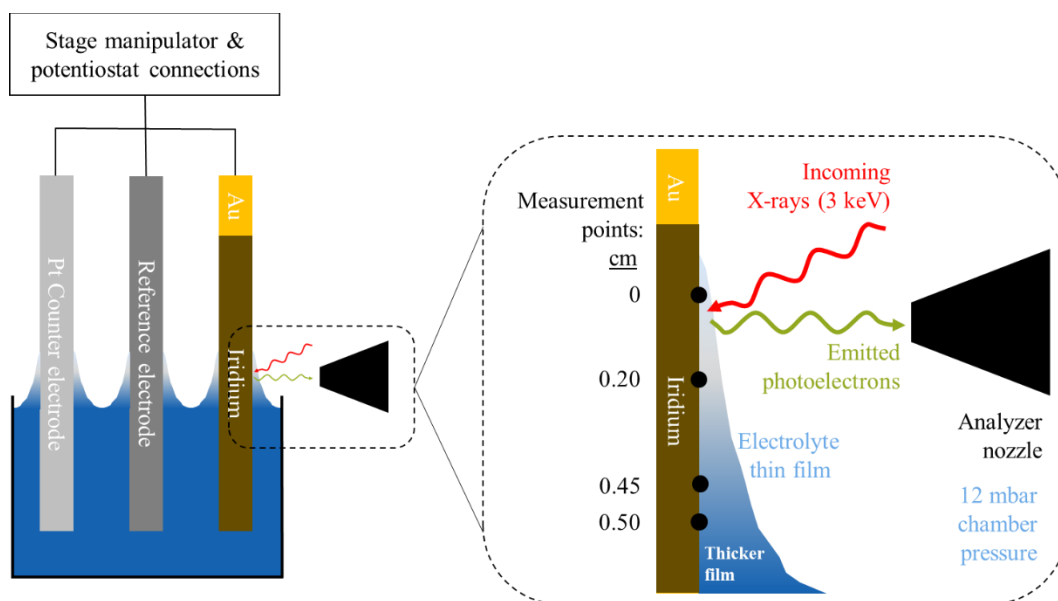 Stage manipulator &
potentiostat connections
Pt Counter electrode
Reference electrode
Au
Iridium
Au
Iridium
Measurement
points:
cm
0
0.20
0.45
0.50
Incoming
X-rays (3 keV)
Emitted
photoelectrons
Electrolyte
thin film
Thicker
film
Analyzer
nozzle
12 mbar
chamber
pressure